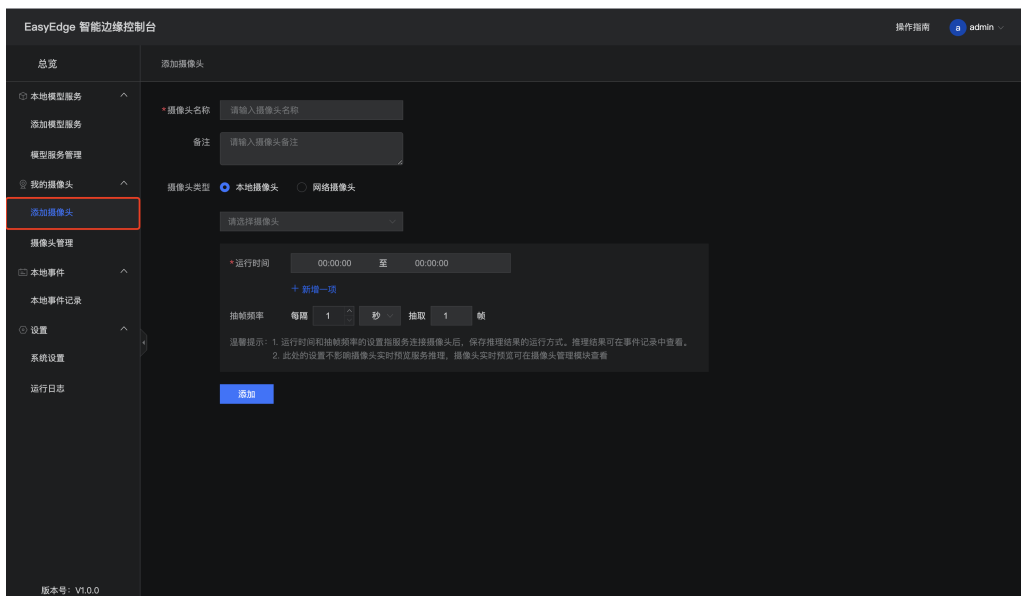 EasyEdge 智能边缘控制台
操作指南
a admin
总览
添加摄像头
本地模型服务
添加模型服务
模型服务管理
我的摄像头
添加摄像头
摄像头管理
本地事件
本地事件记录
设置
系统设置
运行日志
版本号：V1.0.0
*摄像头名称 请输入摄像头名称
备注 请输入摄像头备注
摄像头类型 本地摄像头 网络摄像头
请选择摄像头
*运行时间 00:00:00 至 00:00:00
+ 新增一项
抽帧频率 每隔 1 秒 抽取 1 帧
温馨提示：1. 运行时间和抽帧频率的设置指服务连接摄像头后，保存推理结果的运行方式。推理结果可在事件记录中查看。
2. 此处的设置不影响摄像头实时预览服务推理，摄像头实时预览可在摄像头管理模块查看
添加